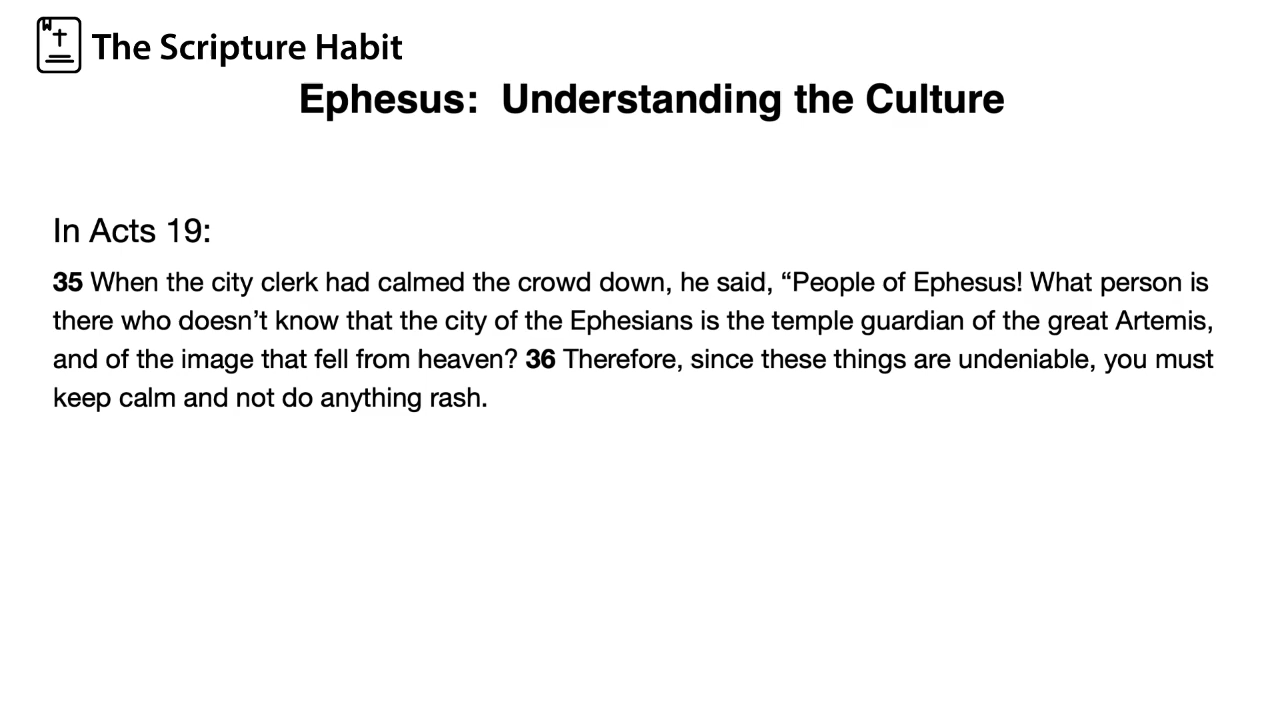 The Scripture Habit
Ephesus:  Understanding the Culture
In Acts 19:
35 When the city clerk had calmed the crowd down, he said, “People of Ephesus! What person is
there who doesn’t know that the city of the Ephesians is the temple guardian of the great Artemis,
and of the image that fell from heaven? 36 Therefore, since these things are undeniable, you must
keep calm and not do anything rash.